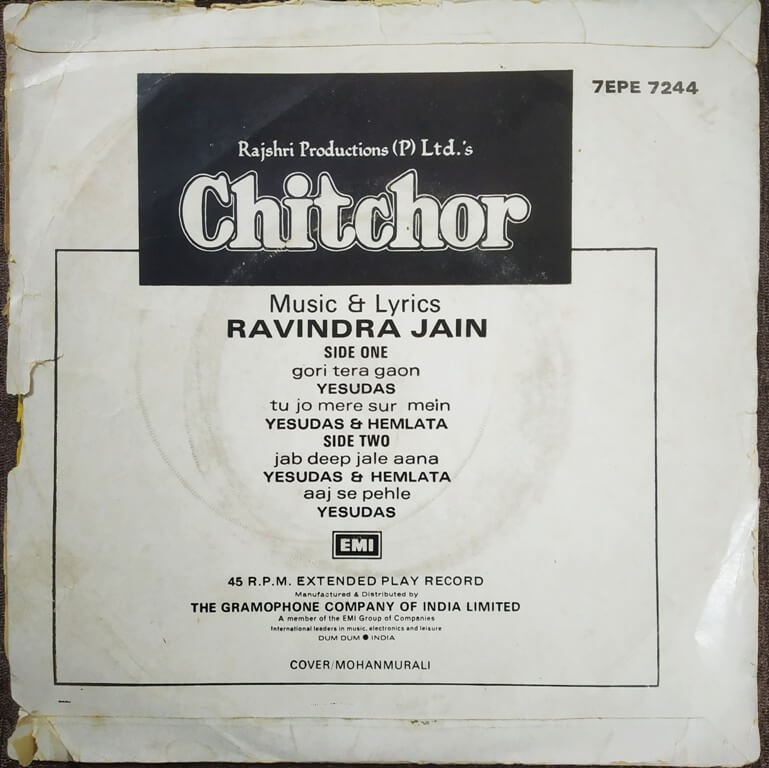 7EPE 7244
Rajshri Productions (P) Ltd.'s
Chitchor
Music & Lyrics
RAVINDRA JAIN
SIDE ONE
gori tera gaon
YESUDAS
tu jo mere sur mein
YESUDAS & HEMLATA
SIDE TWO
jab deep jale aana
YESUDAS & HEMLATA
aaj se pehle
YESUDAS
EMI
45 R.P.M. EXTENDED PLAY RECORD
Manufactured & Distributed by
THE GRAMOPHONE COMPANY OF INDIA LIMITED
A member of the EMI Group of Companies
International leaders in music, electronics and leisure
DUM DUM ● INDIA
COVER/MOHANMURALI